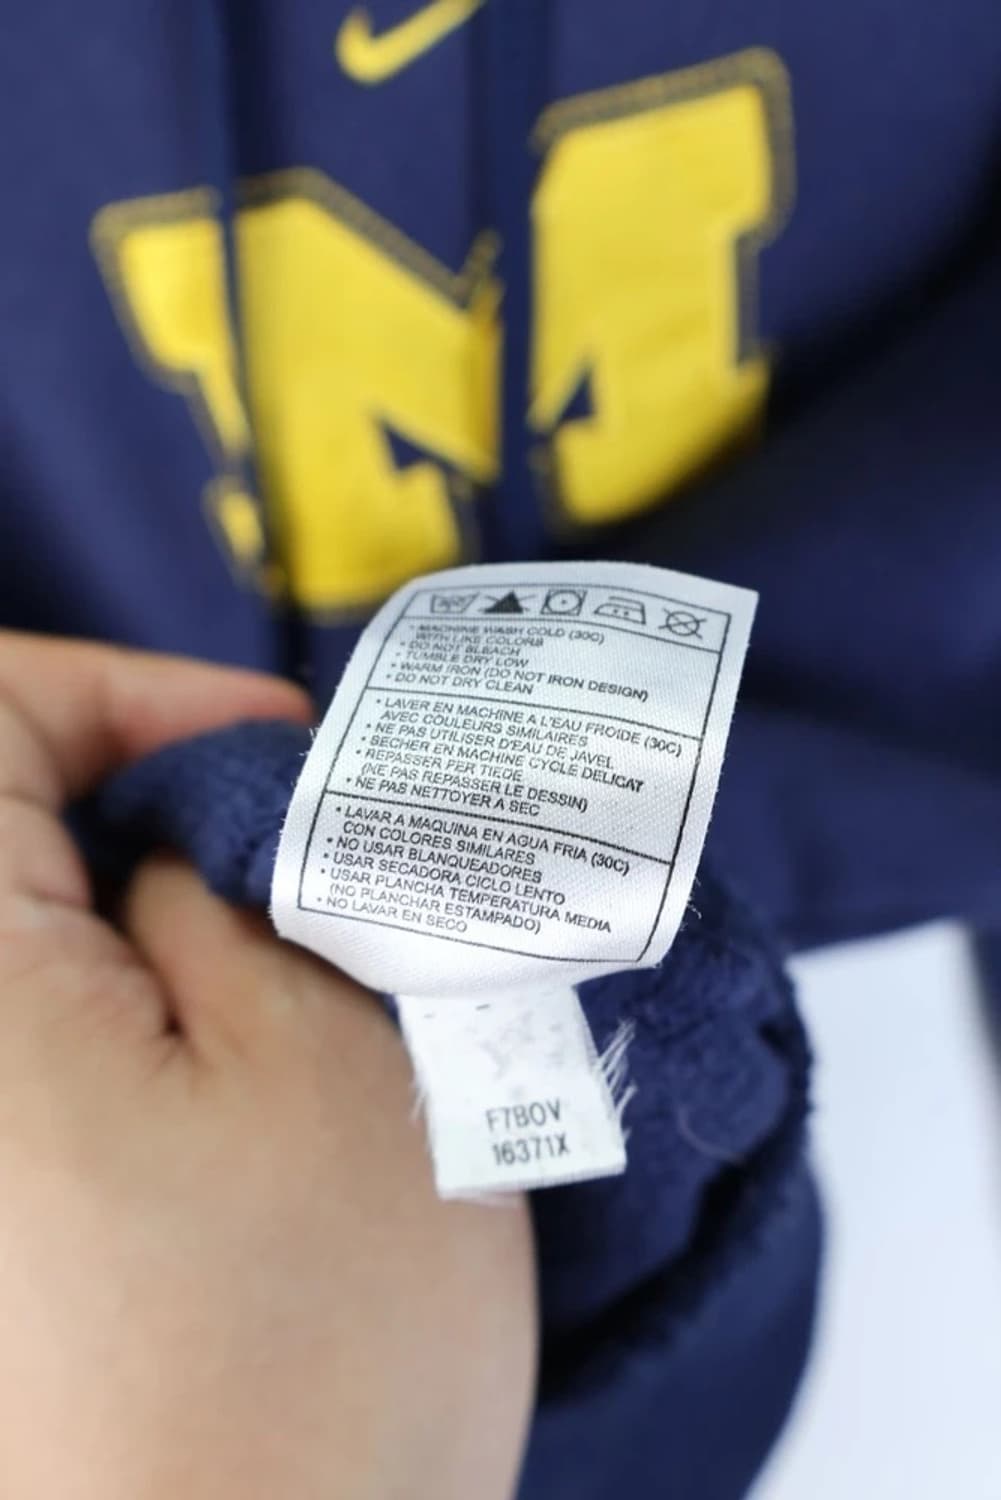 M
• MACHINE WASH COLD (30C)
WITH LIKE COLORS
• DO NOT BLEACH
• TUMBLE DRY LOW
• WARM IRON (DO NOT IRON DESIGN)
• DO NOT DRY CLEAN
• LAVER EN MACHINE A L'EAU FROIDE (30C)
AVEC COULEURS SIMILAIRES
• NE PAS UTILISER D'EAU DE JAVEL
• SECHER EN MACHINE CYCLE DELICAT
• REPASSER FER TIEDE
(NE PAS REPASSER LE DESSIN)
• NE PAS NETTOYER A SEC
• LAVAR A MAQUINA EN AGUA FRIA (30C)
CON COLORES SIMILARES
• NO USAR BLANQUEADORES
• USAR SECADORA CICLO LENTO
• USAR PLANCHA TEMPERATURA MEDIA
(NO PLANCHAR ESTAMPADO)
• NO LAVAR EN SECO
F7BOV
16371X